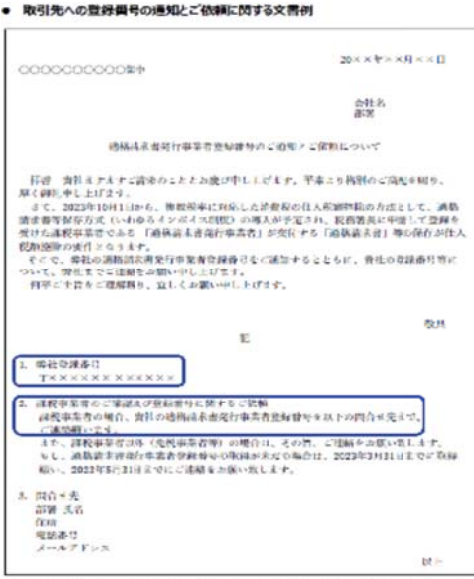 ● 取引先への登録番号の通知とご依頼に関する文書例
20××年××月××日
○○○○○○○○○○御中
会社名
部署
適格請求書発行事業者登録番号のご通知とご依頼について
拝啓 貴社ますますご清栄のこととお慶び申し上げます。平素より格別のご高配を賜り、
厚く御礼申し上げます。
さて、2023年10月1日から、複数税率に対応した消費税の仕入税額控除の方法として、適格
請求書等保存方式（いわゆるインボイス制度）の導入が予定され、税務署長に申請して登録を
受けた課税事業者である「適格請求書発行事業者」が交付する「適格請求書」等の保存が仕入
税額控除の要件となります。
そこで、弊社の適格請求書発行事業者登録番号をご通知するとともに、貴社の登録番号等に
ついて、弊社までご連絡をお願い申し上げます。
何卒ご主旨をご理解賜り、宜しくお願い申し上げます。
敬具
記
1. 弊社登録番号
T×××××× ××××××
2. 課税事業者のご確認及び登録番号に関するご依頼
課税事業者の場合、貴社の適格請求書発行事業者登録番号を以下の問合せ先まで、
ご連絡願います。
また、課税事業者以外（免税事業者等）の場合は、その旨、ご連絡をお願い致します。
もし、適格請求書発行事業者登録番号の取得が未だの場合は、2023年3月31日までに取得
願い、2023年5月31日までにご連絡をお願い致します。
3. 問合せ先
部署 氏名
住所
電話番号
メールアドレス
以上